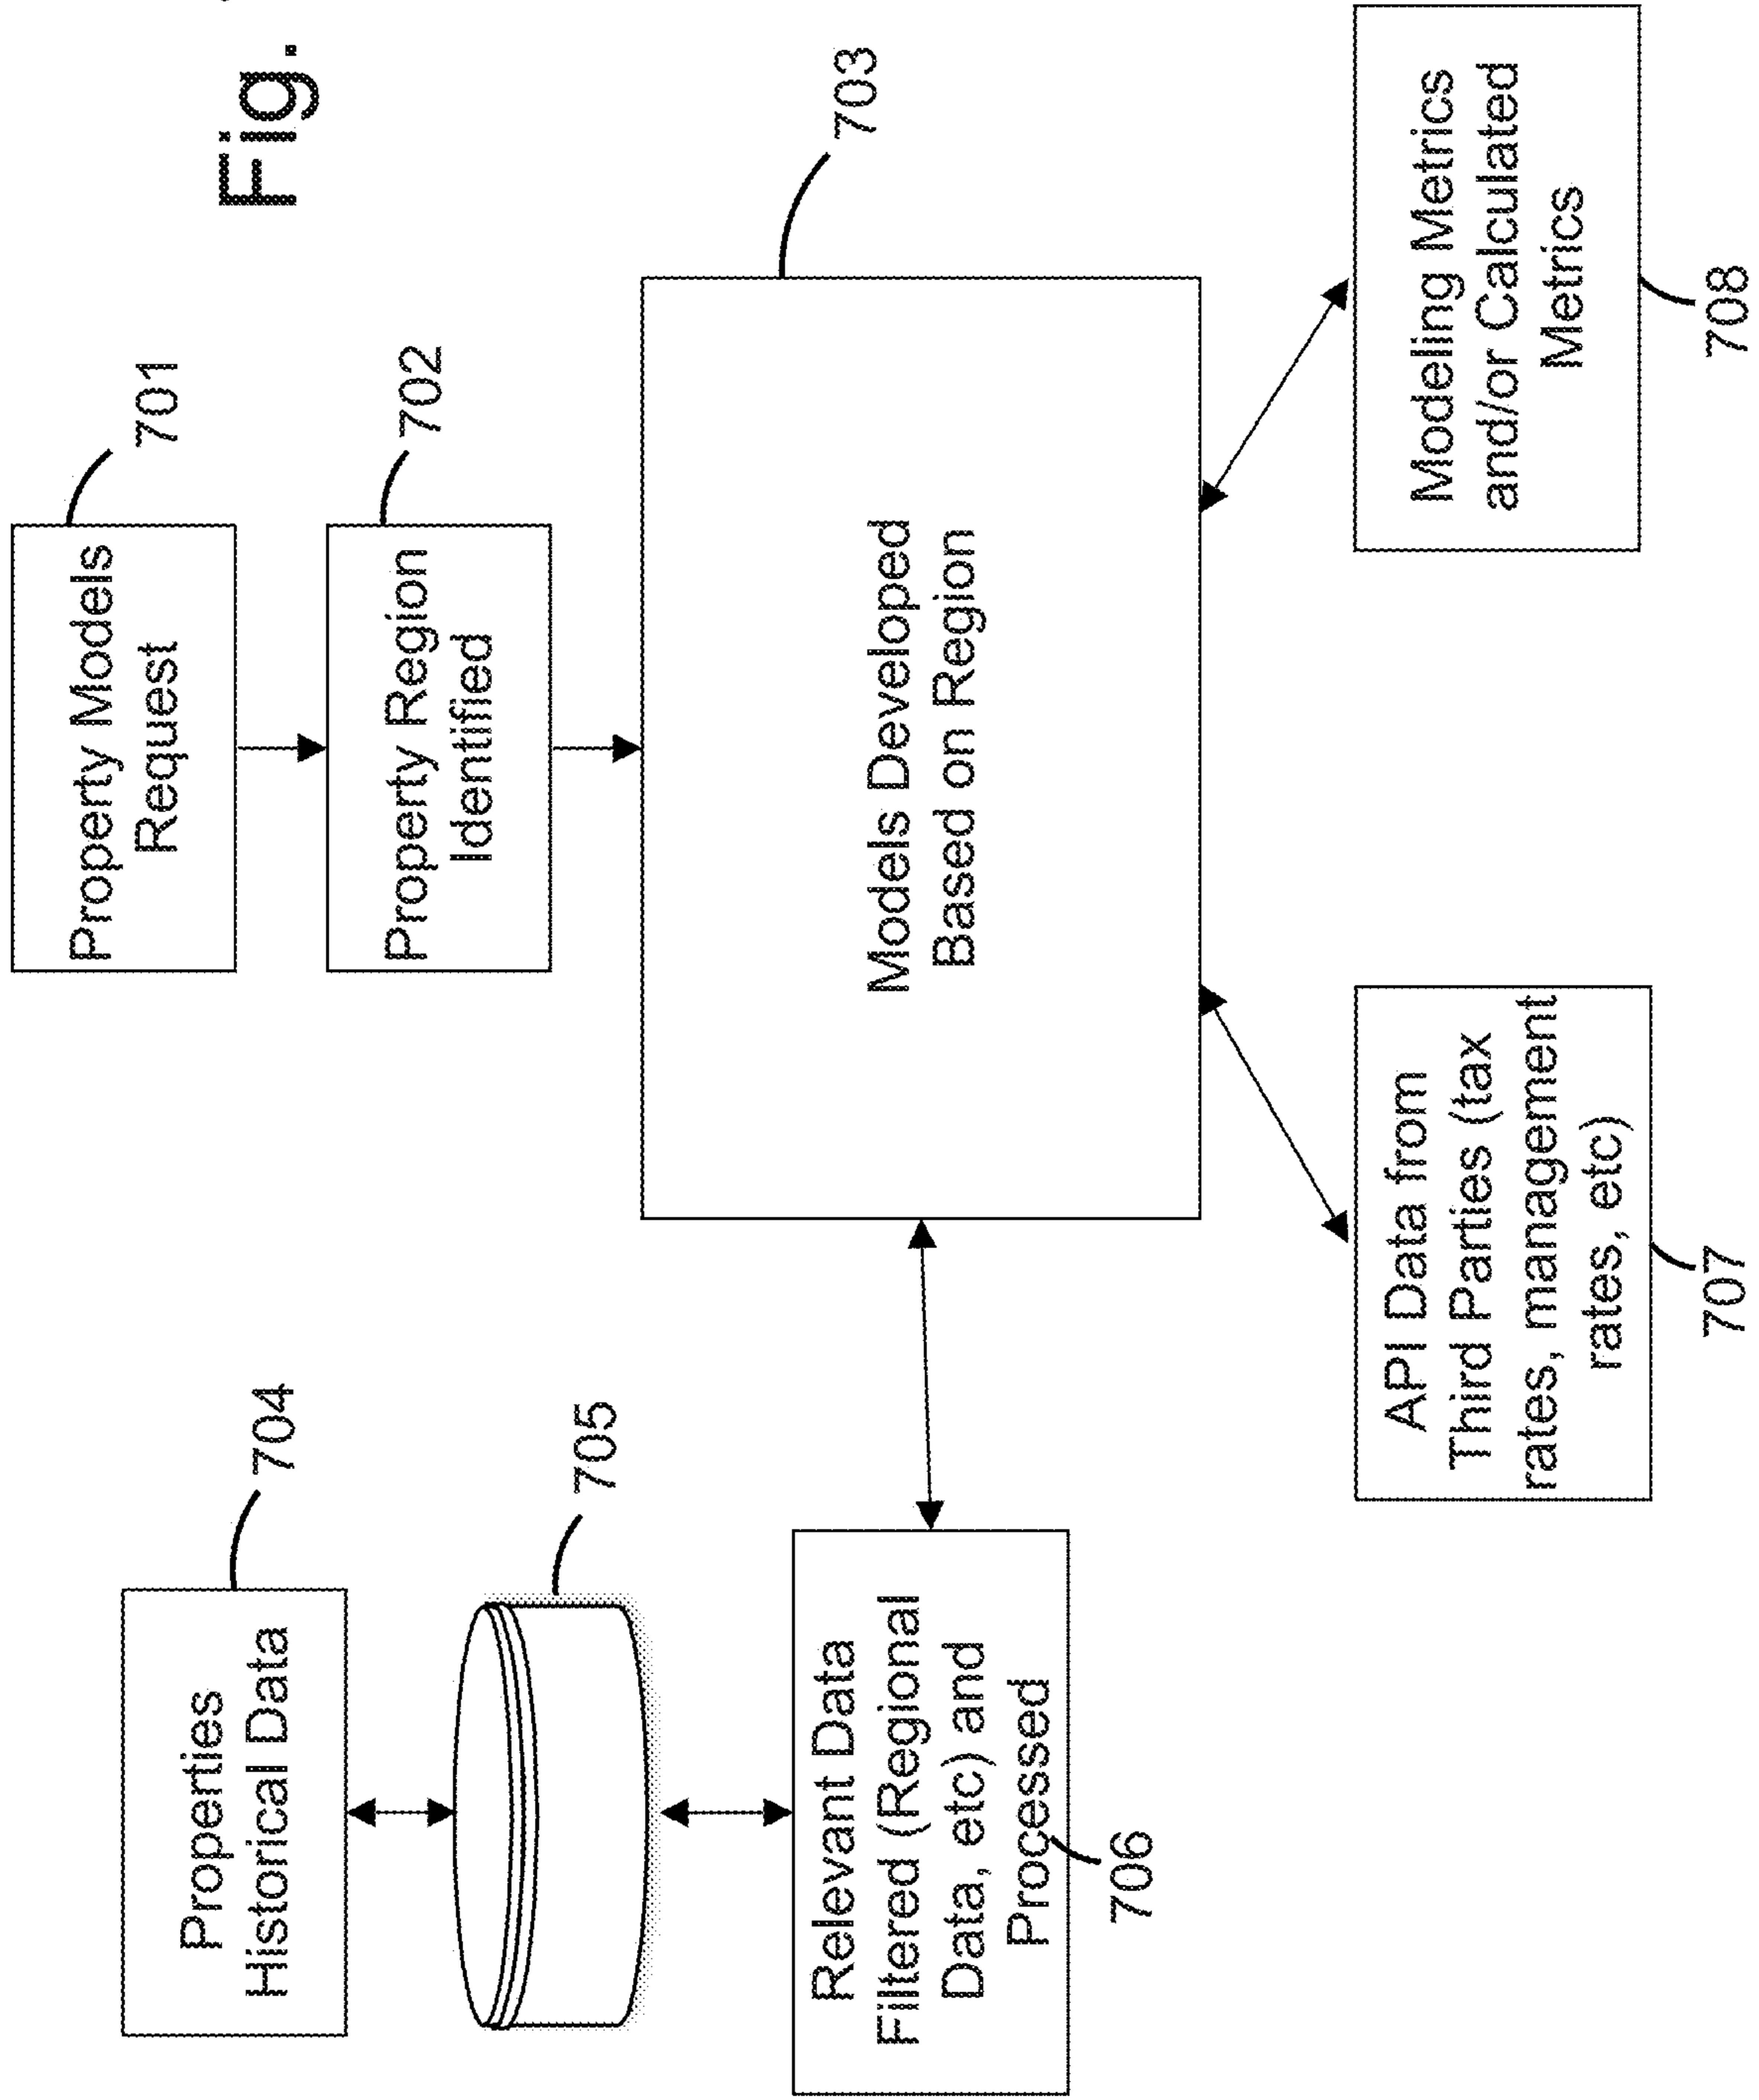 Fig.
Property Models
Request
701
Property Region
Identified
702
Models Developed
Based on Region
703
Properties
Historical Data
704
705
Relevant Data
Filtered (Regional
Data, etc) and
Processed
706
API Data from
Third Parties (tax
rates, management
rates, etc)
707
Modeling Metrics
and/or Calculated
Metrics
708